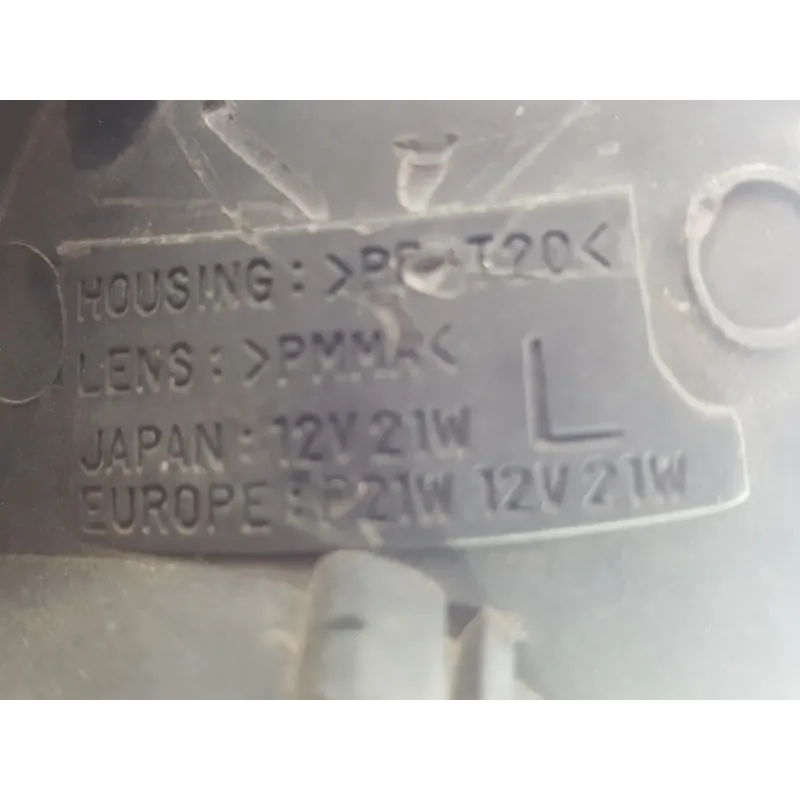 HOUSING:
LENS: >PMMA<
JAPAN: 12V 21W L
EUROPE: P21W 12V 21W